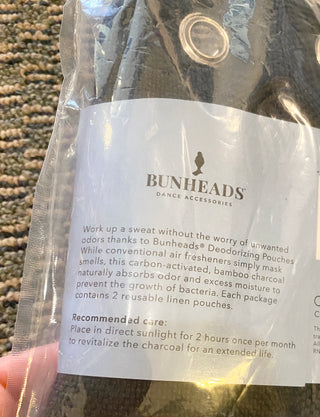 BUNHEADS®
DANCE ACCESSORIES
Work up a sweat without the worry of unwanted
odors thanks to Bunheads® Deodorizing Pouches
While conventional air fresheners simply mask
smells, this carbon-activated, bamboo charcoal
naturally absorbs odor and excess moisture to
prevent the growth of bacteria. Each package
contains 2 reusable linen pouches.
Recommended care:
Place in direct sunlight for 2 hours once per month
to revitalize the charcoal for an extended life.